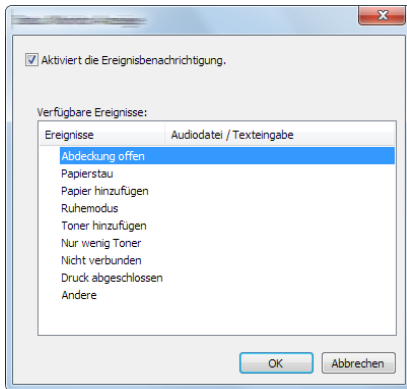 Aktiviert die Ereignisbenachrichtigung.
Verfügbare Ereignisse:
Ereignisse Audiodatei / Texteingabe
Abdeckung offen
Papierstau
Papier hinzufügen
Ruhemodus
Toner hinzufügen
Nur wenig Toner
Nicht verbunden
Druck abgeschlossen
Andere
OK Abbrechen